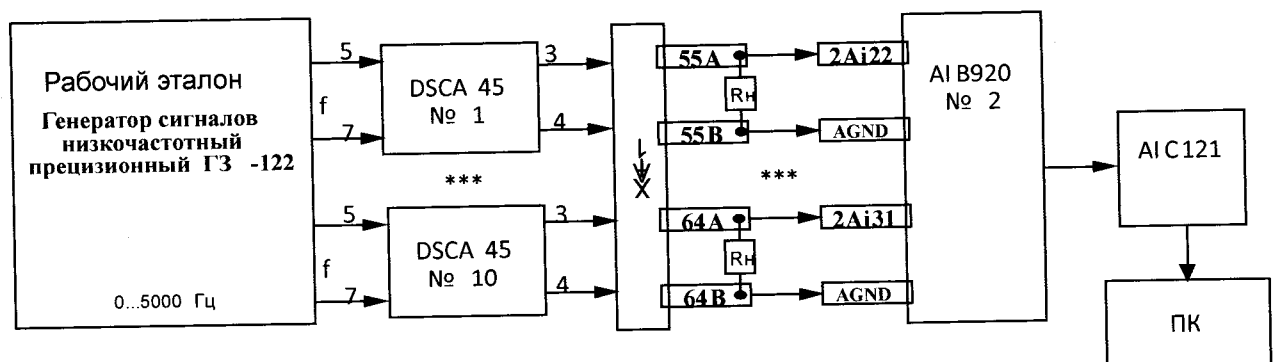 Рабочий эталон
Генератор сигналов
низкочастотный
прецизионный ГЗ -122
0...5000 Гц
5
f
7
5
f
7
DSCA 45
№ 1
***
DSCA 45
№ 10
3
4
3
4
55A
Rн
55B
***
64A
Rн
64B
2Ai22
AGND
2Ai31
AGND
AI B920
№ 2
AI C121
ПК